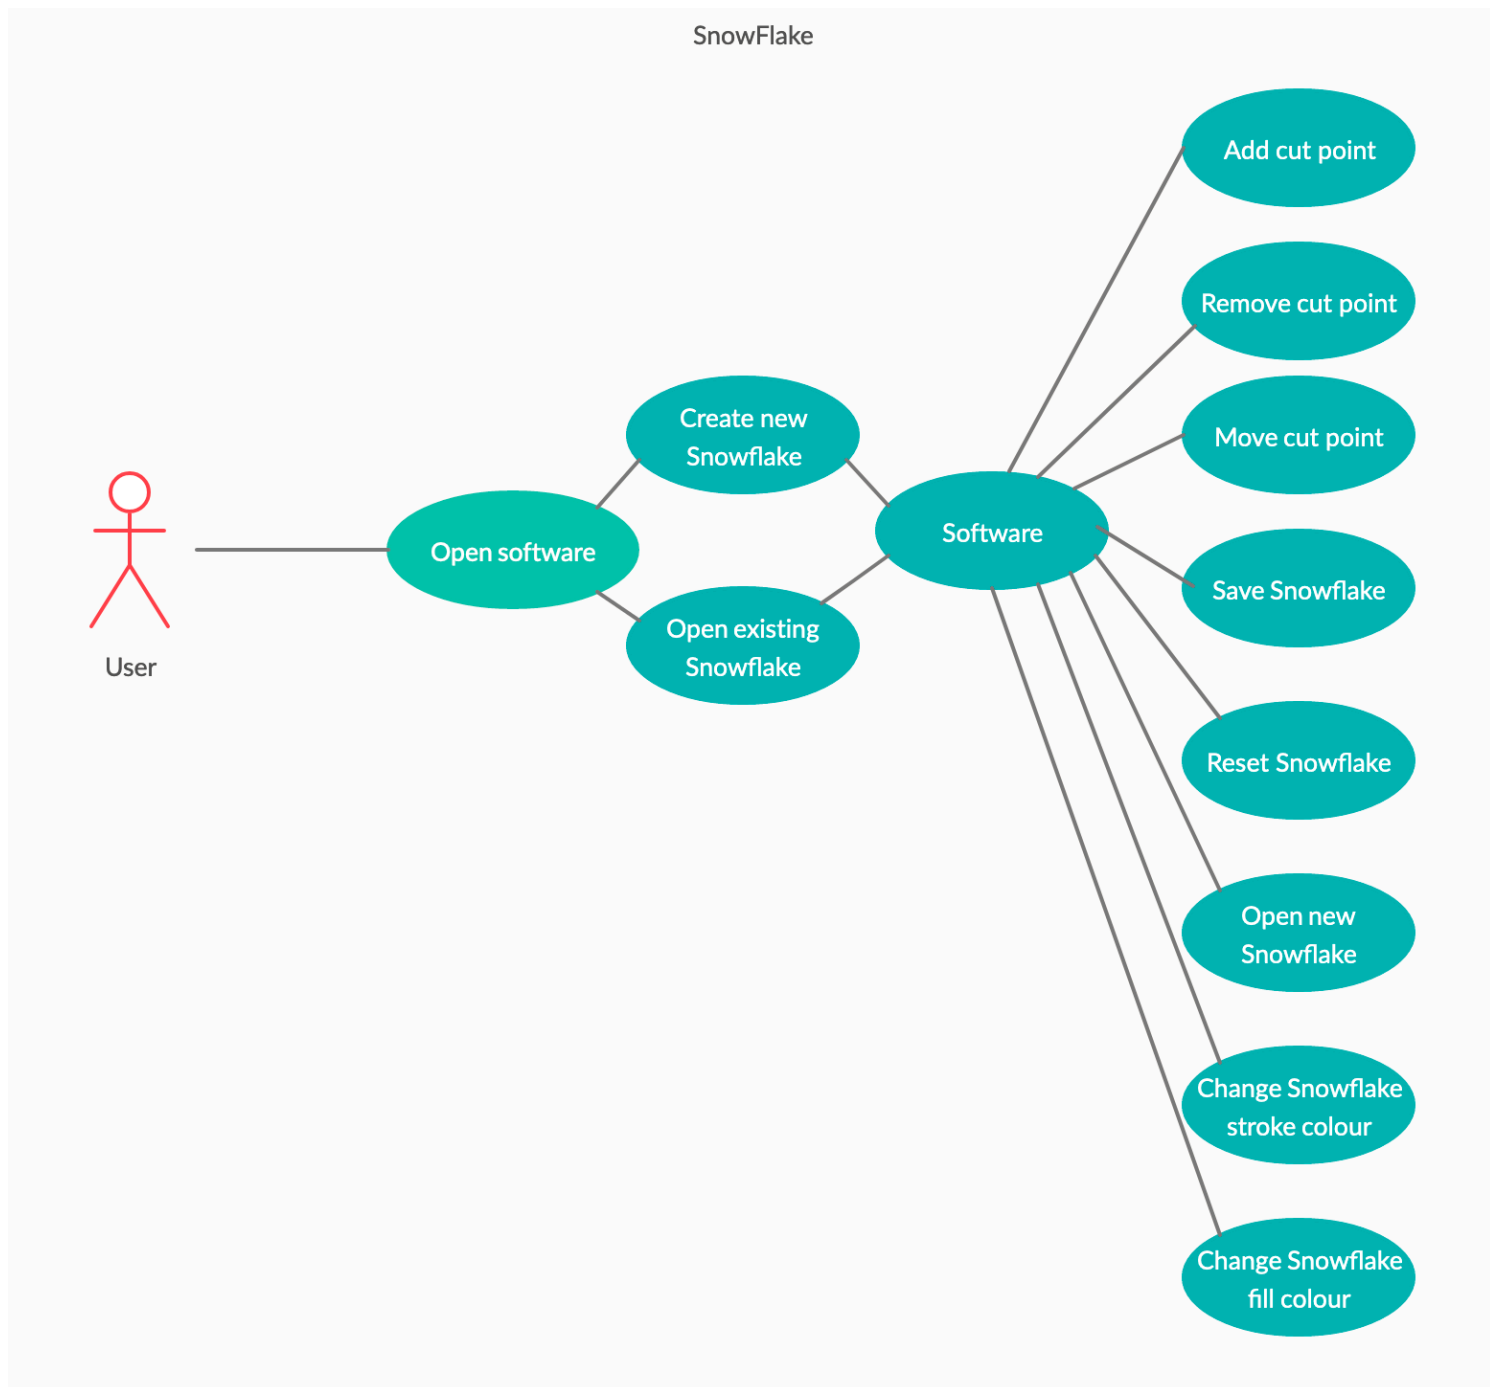 SnowFlake
Add cut point
Remove cut point
Create new
Snowflake
Move cut point
Software
Open software
Save Snowflake
Open existing
Snowflake
User
Reset Snowflake
Open new
Snowflake
Change Snowflake
stroke colour
Change Snowflake
fill colour